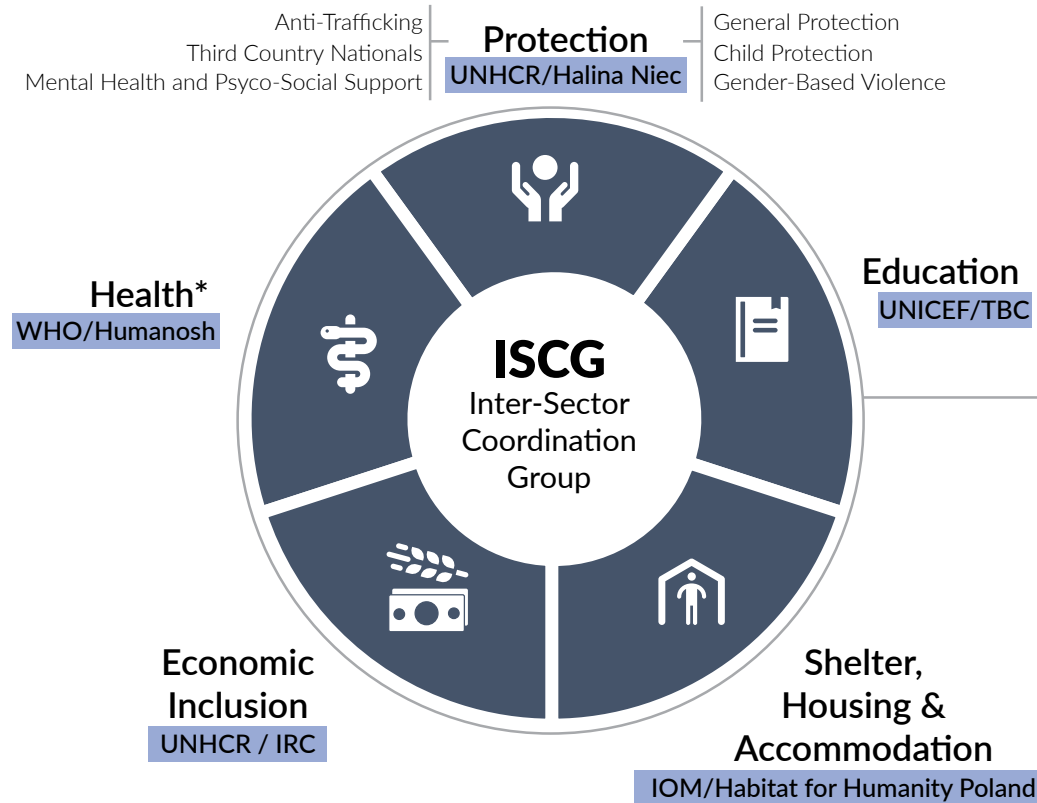 Anti-Trafficking
Third Country Nationals
Mental Health and Psyco-Social Support
Protection
UNHCR/Halina Niec
General Protection
Child Protection
Gender-Based Violence
Health*
WHO/Humanosh
Education
UNICEF/TBC
ISCG
Inter-Sector
Coordination
Group
Economic
Inclusion
UNHCR / IRC
Shelter,
Housing &
Accommodation
IOM/Habitat for Humanity Poland